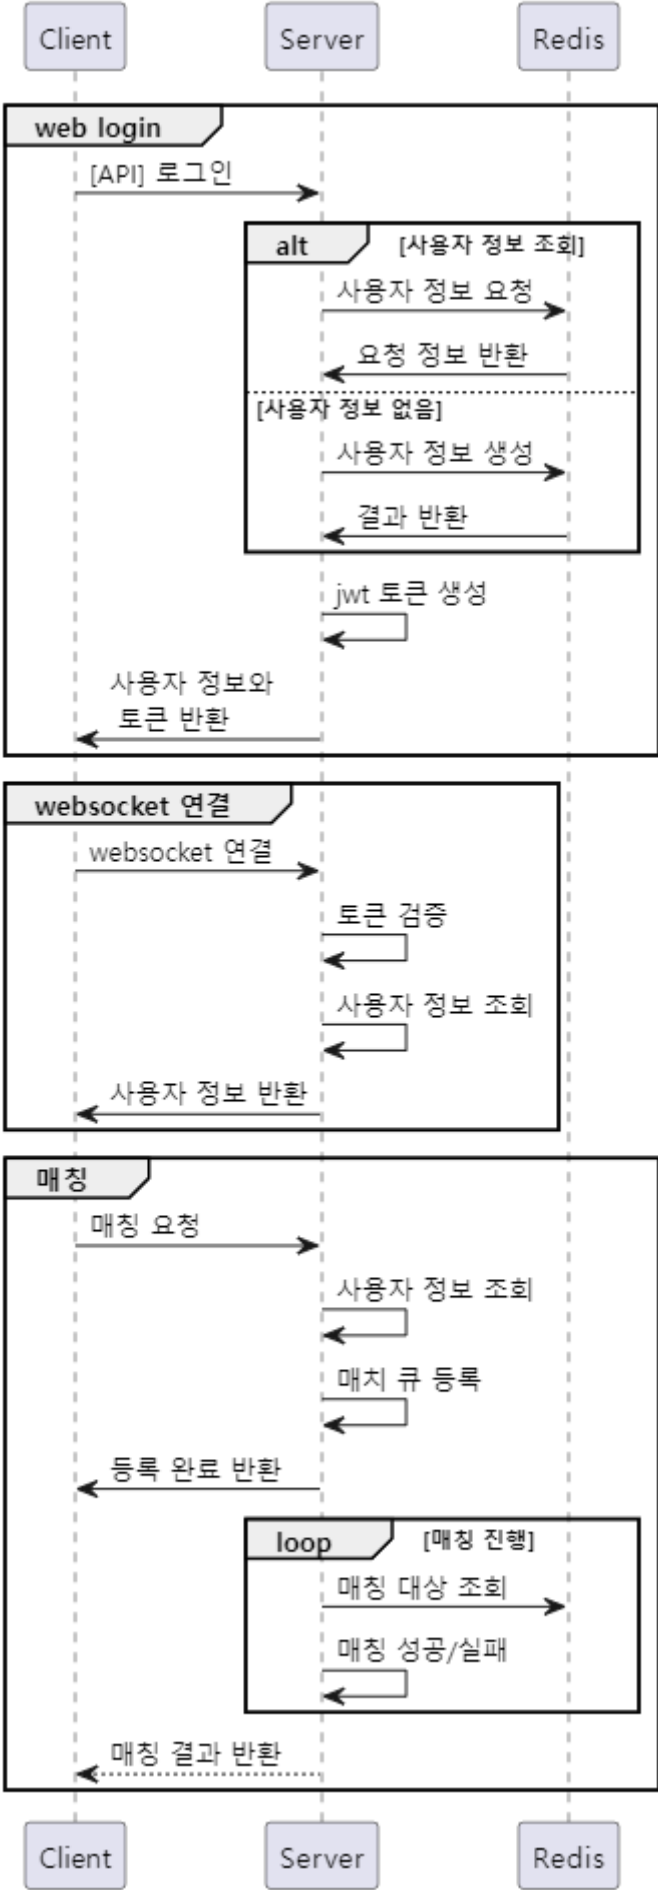 Client
Server
Redis
web login
[API] 로그인
alt
[사용자 정보 조회]
사용자 정보 요청
요청 정보 반환
[사용자 정보 없음]
사용자 정보 생성
결과 반환
jwt 토큰 생성
사용자 정보와
토큰 반환
websocket 연결
websocket 연결
토큰 검증
사용자 정보 조회
사용자 정보 반환
매칭
매칭 요청
사용자 정보 조회
매치 큐 등록
등록 완료 반환
loop
[매칭 진행]
매칭 대상 조회
매칭 성공/실패
매칭 결과 반환
Client
Server
Redis